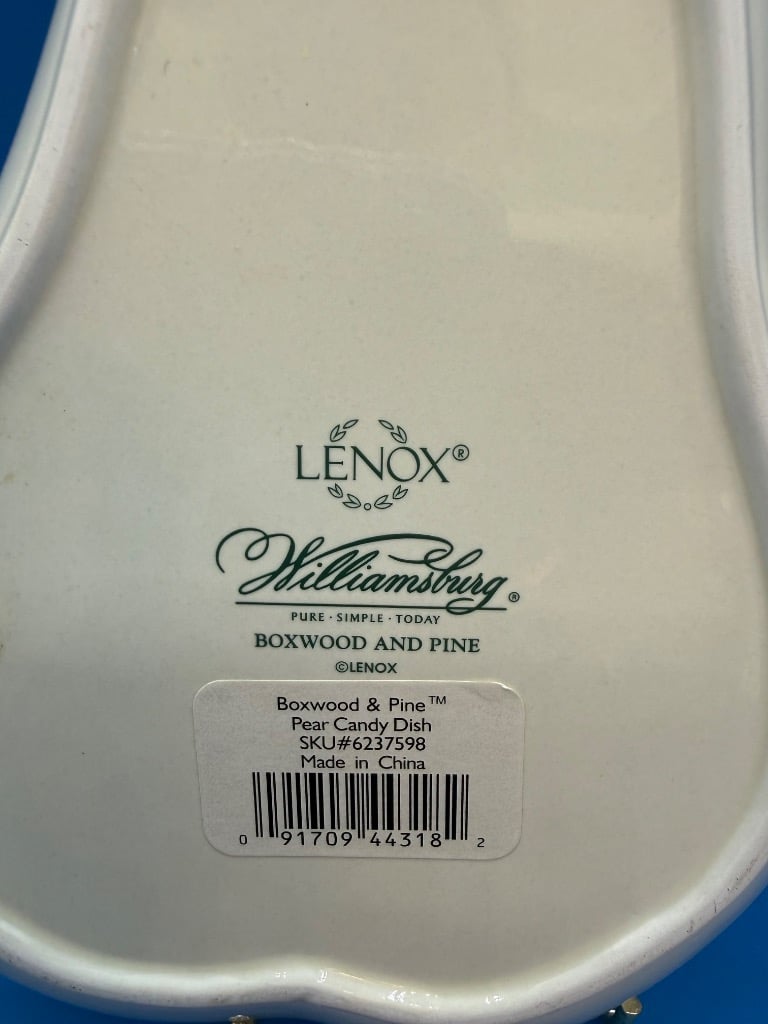 LENOX®
Williamsburg®
PURE · SIMPLE · TODAY
BOXWOOD AND PINE
©LENOX
Boxwood & Pine™
Pear Candy Dish
SKU#6237598
Made in China
0 91709 44318 2